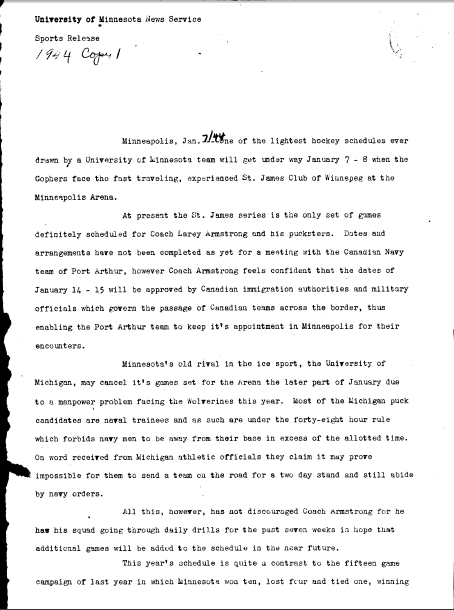 University of Minnesota News Service
Sports Release
1944 Copy 1
Minneapolis, Jan. 7/44--One of the lightest hockey schedules ever
drawn by a University of Minnesota team will get under way January 7 - 8 when the
Gophers face the fast traveling, experienced St. James Club of Winnepeg at the
Minneapolis Arena.
At present the St. James series is the only set of games
definitely scheduled for Coach Larey Armstrong and his pucksters. Dates and
arrangements have not been completed as yet for a meeting with the Canadian Navy
team of Port Arthur, however Coach Armstrong feels confident that the dates of
January 14 - 15 will be approved by Canadian immigration authorities and military
officials which govern the passage of Canadian teams across the border, thus
enabling the Port Arthur team to keep it's appointment in Minneapolis for their
encounters.
Minnesota's old rival in the ice sport, the University of
Michigan, may cancel it's games set for the Arena the later part of January due
to a manpower problem facing the Wolverines this year. Most of the Michigan puck
candidates are naval trainees and as such are under the forty-eight hour rule
which forbids navy men to be away from their base in excess of the allotted time.
On word received from Michigan athletic officials they claim it may prove
impossible for them to send a team on the road for a two day stand and still abide
by navy orders.
All this, however, has not discouraged Coach Armstrong for he
has his squad going through daily drills for the past seven weeks in hope that
additional games will be added to the schedule in the near future.
This year's schedule is quite a contrast to the fifteen game
campaign of last year in which Minnesota won ten, lost four and tied one, winning